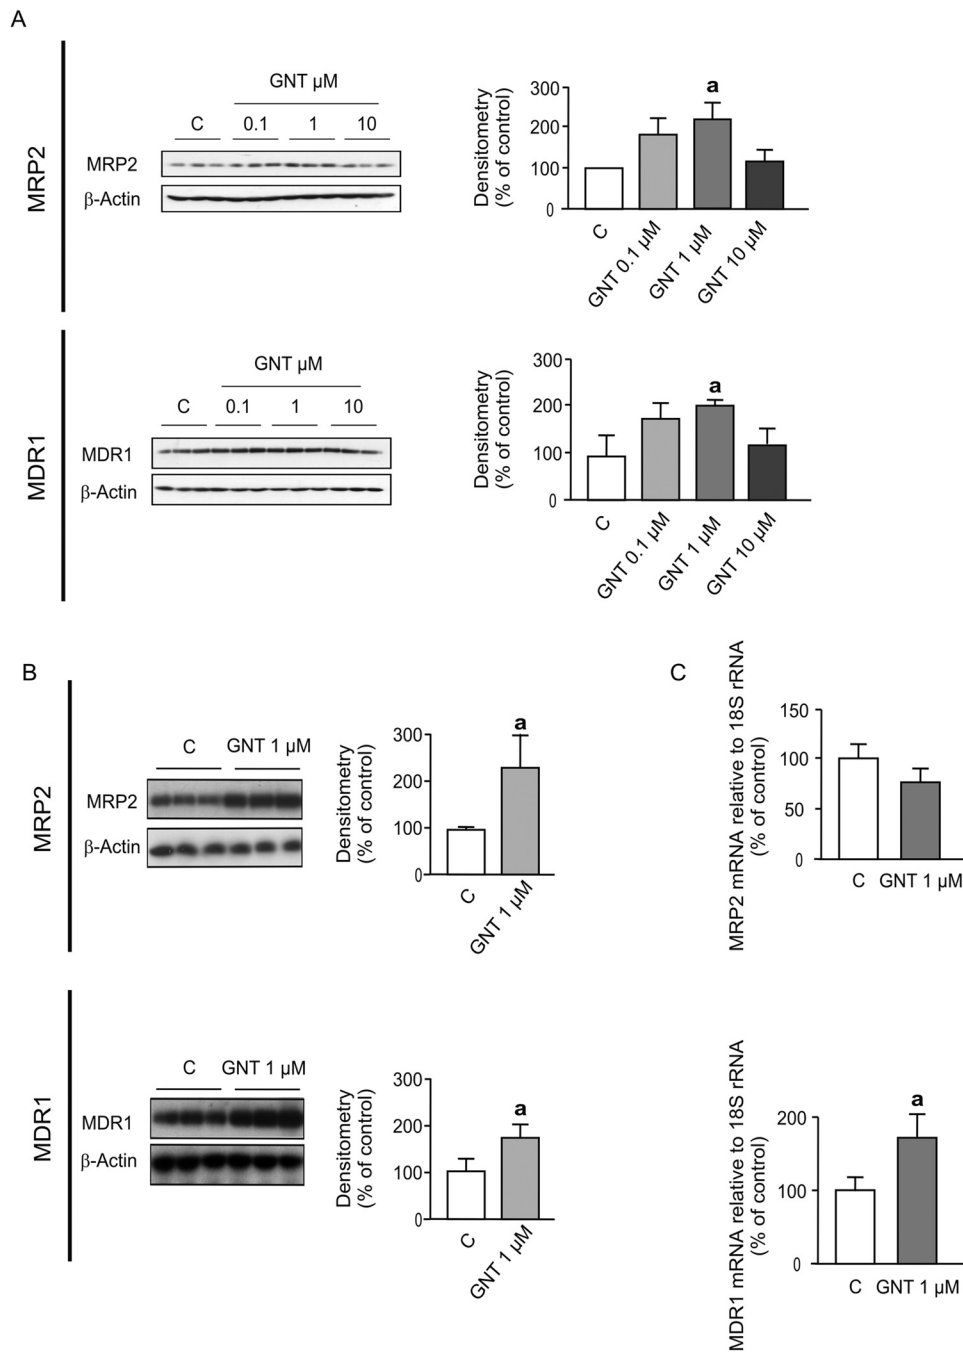 A
MRP2
GNT µM
C 0.1 1 10
MRP2
β-Actin
Densitometry
(% of control)
300
200
100
0
a
C
GNT 0.1 µM
GNT 1 µM
GNT 10 µM
MDR1
GNT µM
C 0.1 1 10
MDR1
β-Actin
Densitometry
(% of control)
300
200
100
0
a
C
GNT 0.1 µM
GNT 1 µM
GNT 10 µM
B
MRP2
C GNT 1 µM
MRP2
β-Actin
Densitometry
(% of control)
300
200
100
0
a
C
GNT 1 µM
MDR1
C GNT 1 µM
MDR1
β-Actin
Densitometry
(% of control)
300
200
100
0
a
C
GNT 1 µM
C
MRP2 mRNA relative to 18S rRNA
(% of control)
150
100
50
0
C GNT 1 µM
MDR1 mRNA relative to 18S rRNA
(% of control)
200
100
0
a
C GNT 1 µM